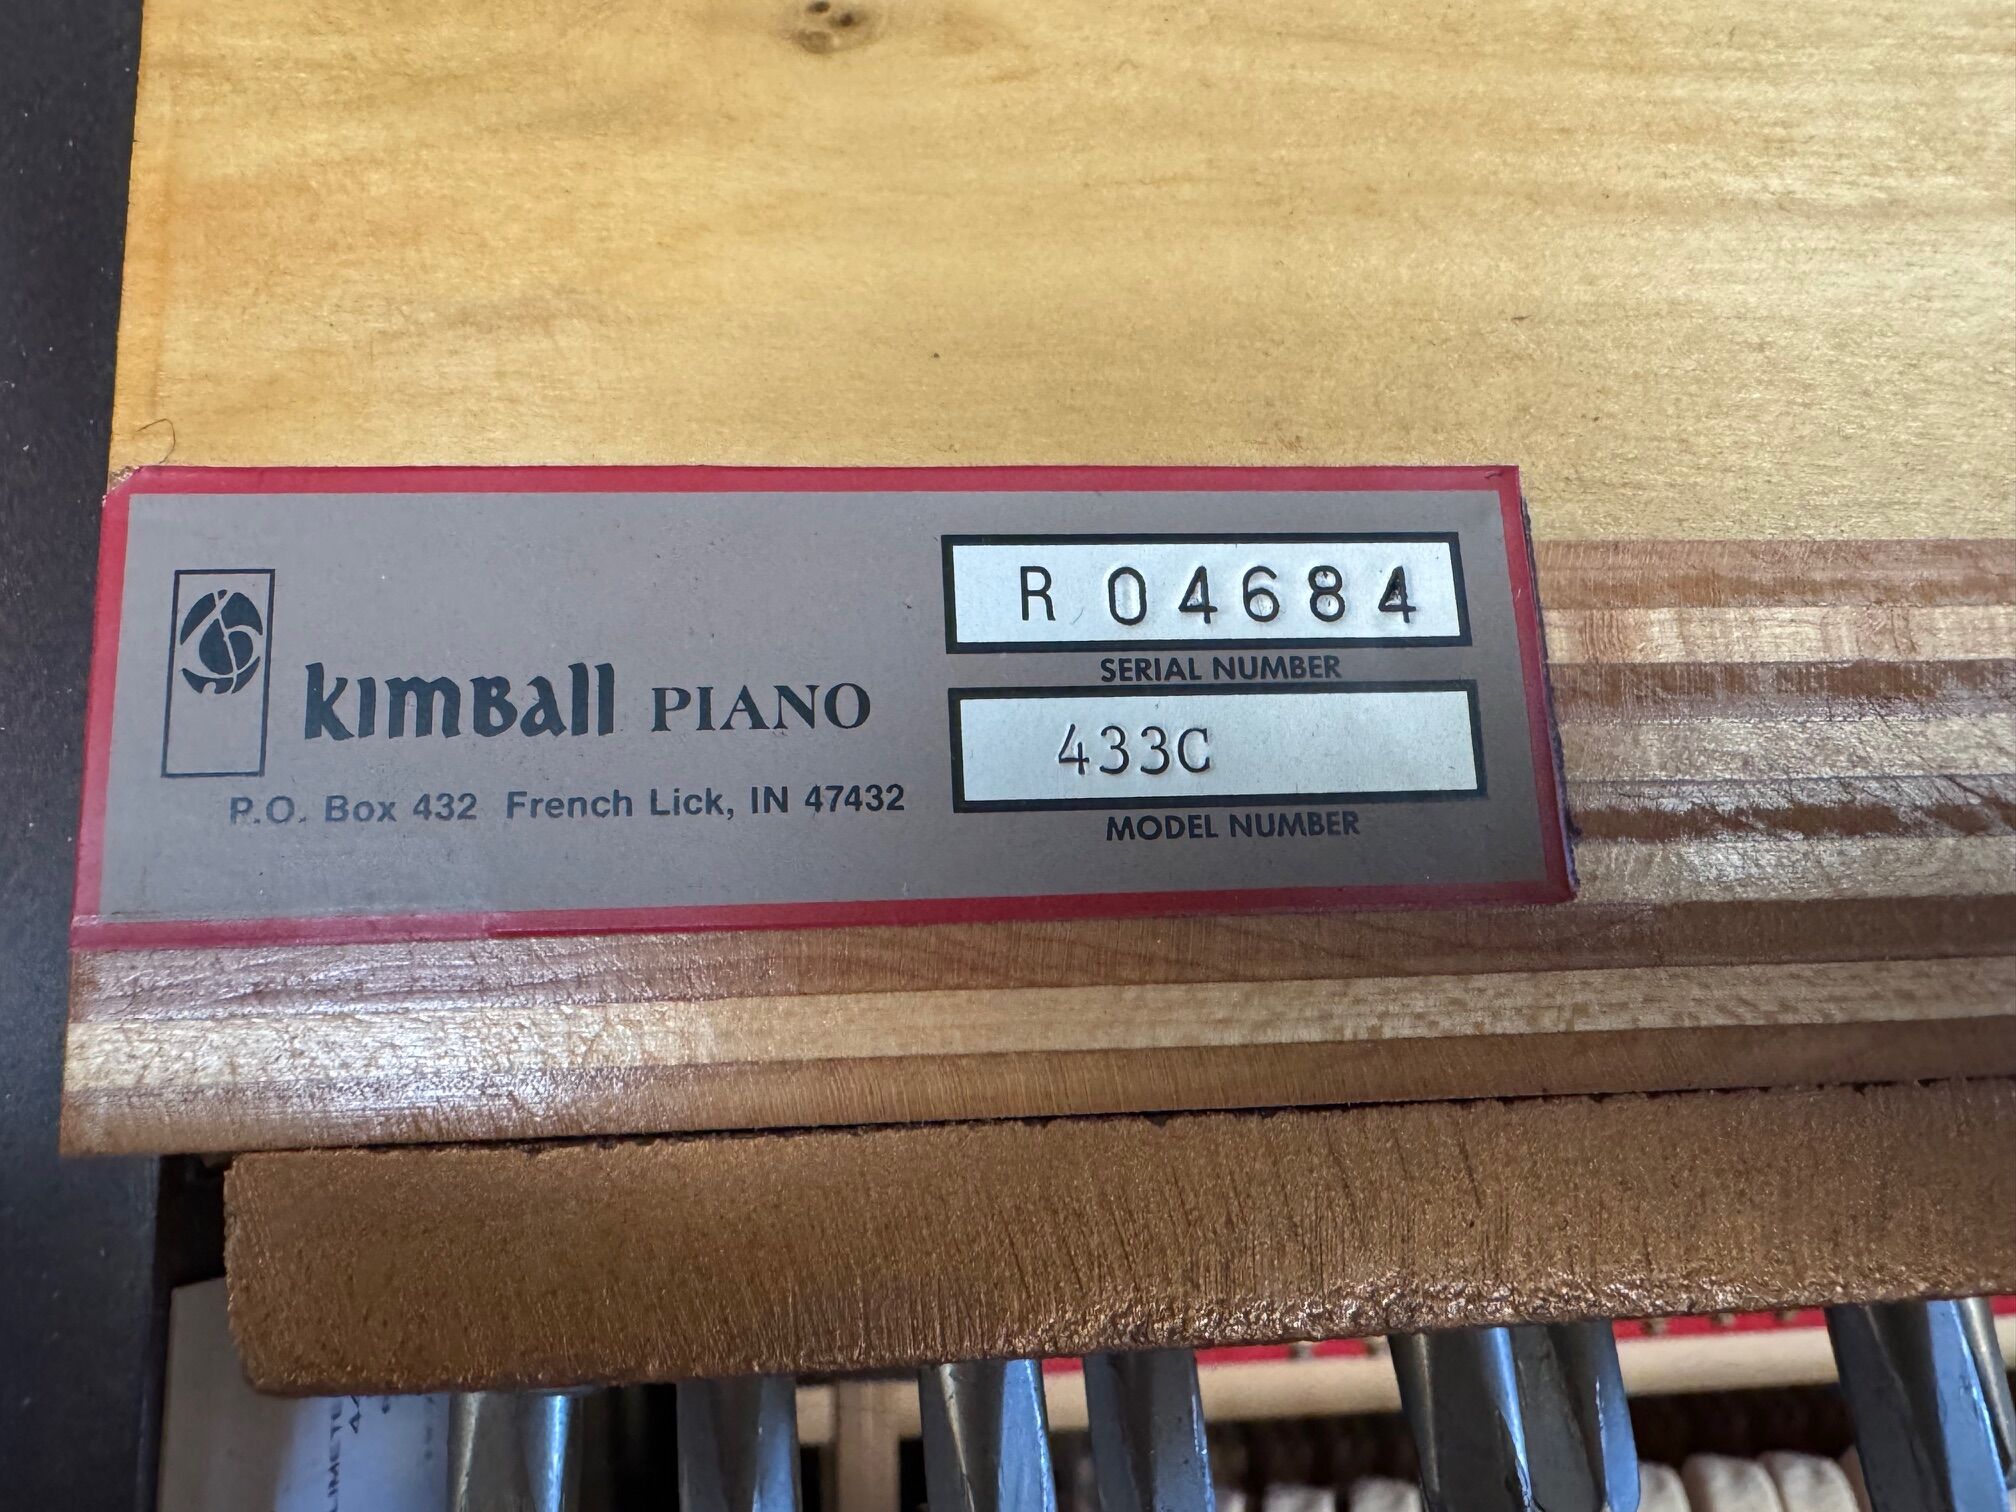 kimball PIANO
P.O. Box 432 French Lick, IN 47432
R 04684
SERIAL NUMBER
433C
MODEL NUMBER